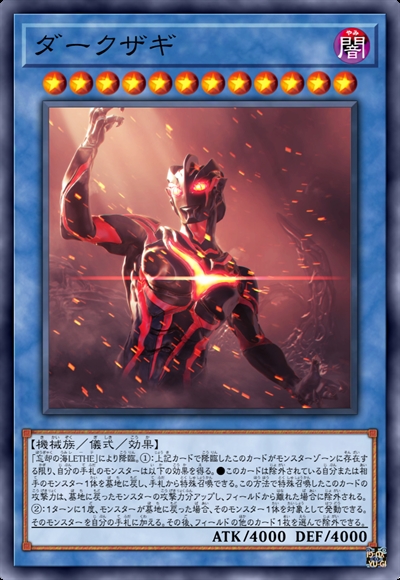 ダークザギ
やみ
闇
【機械族/儀式/効果】
「忘却の海LETHE」により降臨。①：上記カードで降臨したこのカードがモンスターゾーンに存在す
る限り、自分の手札のモンスターは以下の効果を得る。●このカードは除外されている自分または相
手のモンスター1体を墓地に戻し、手札から特殊召喚できる。この方法で特殊召喚したこのカード
の攻撃力は、墓地に戻ったモンスターの攻撃力分アップし、フィールドから離れた場合に除外する。
②：1ターンに1度、モンスターが墓地に戻った場合、そのモンスター1体を対象として発動できる。
そのモンスターを自分の手札に加える。その後、フィールドの他のカード1枚を選んで除外できる。
ATK/4000 DEF/4000